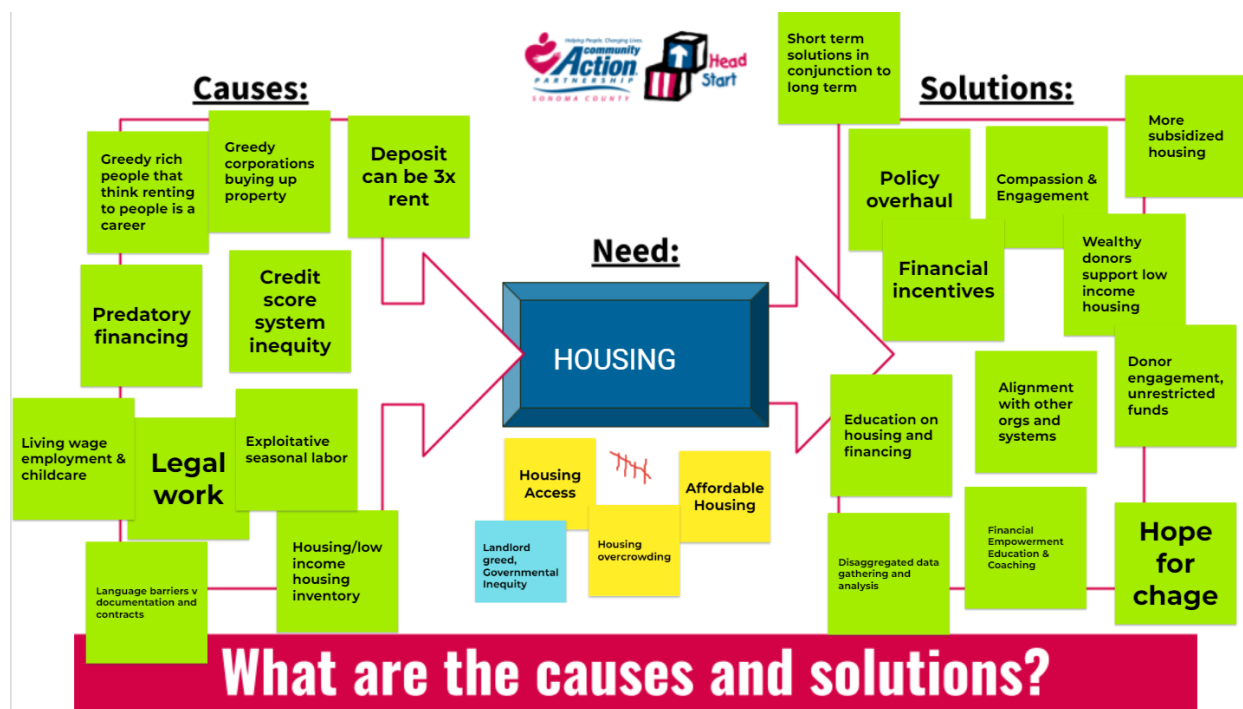 Helping People. Changing Lives.
community
Action
PARTNERSHIP
SONOMA COUNTY
Head
Start
Causes:
Greedy rich
people that
think renting
to people is a
career
Greedy
corporations
buying up
property
Deposit
can be 3x
rent
Predatory
financing
Credit
score
system
inequity
Living wage
employment &
childcare
Legal
work
Exploitative
seasonal labor
Language barriers v
documentation and
contracts
Housing/low
income
housing
inventory
Need:
HOUSING
Housing
Access
Affordable
Housing
Landlord
greed,
Governmental
Inequity
Housing
overcrowding
Solutions:
Short term
solutions in
conjunction to
long term
More
subsidized
housing
Policy
overhaul
Compassion &
Engagement
Financial
incentives
Wealthy
donors
support low
income
housing
Education on
housing and
financing
Alignment
with other
orgs and
systems
Donor
engagement,
unrestricted
funds
Disaggregated data
gathering and
analysis
Financial
Empowerment
Education &
Coaching
Hope
for
chage
What are the causes and solutions?